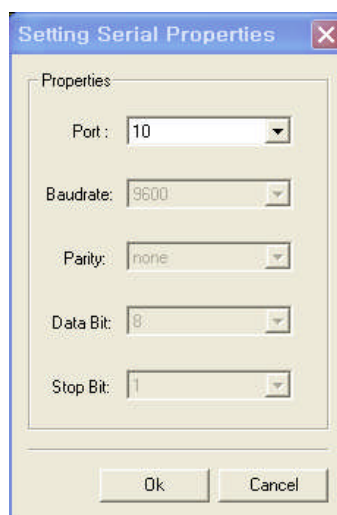 Setting Serial Properties
Properties
Port : 10
Baudrate: 9600
Parity: none
Data Bit: 8
Stop Bit: 1
Ok Cancel